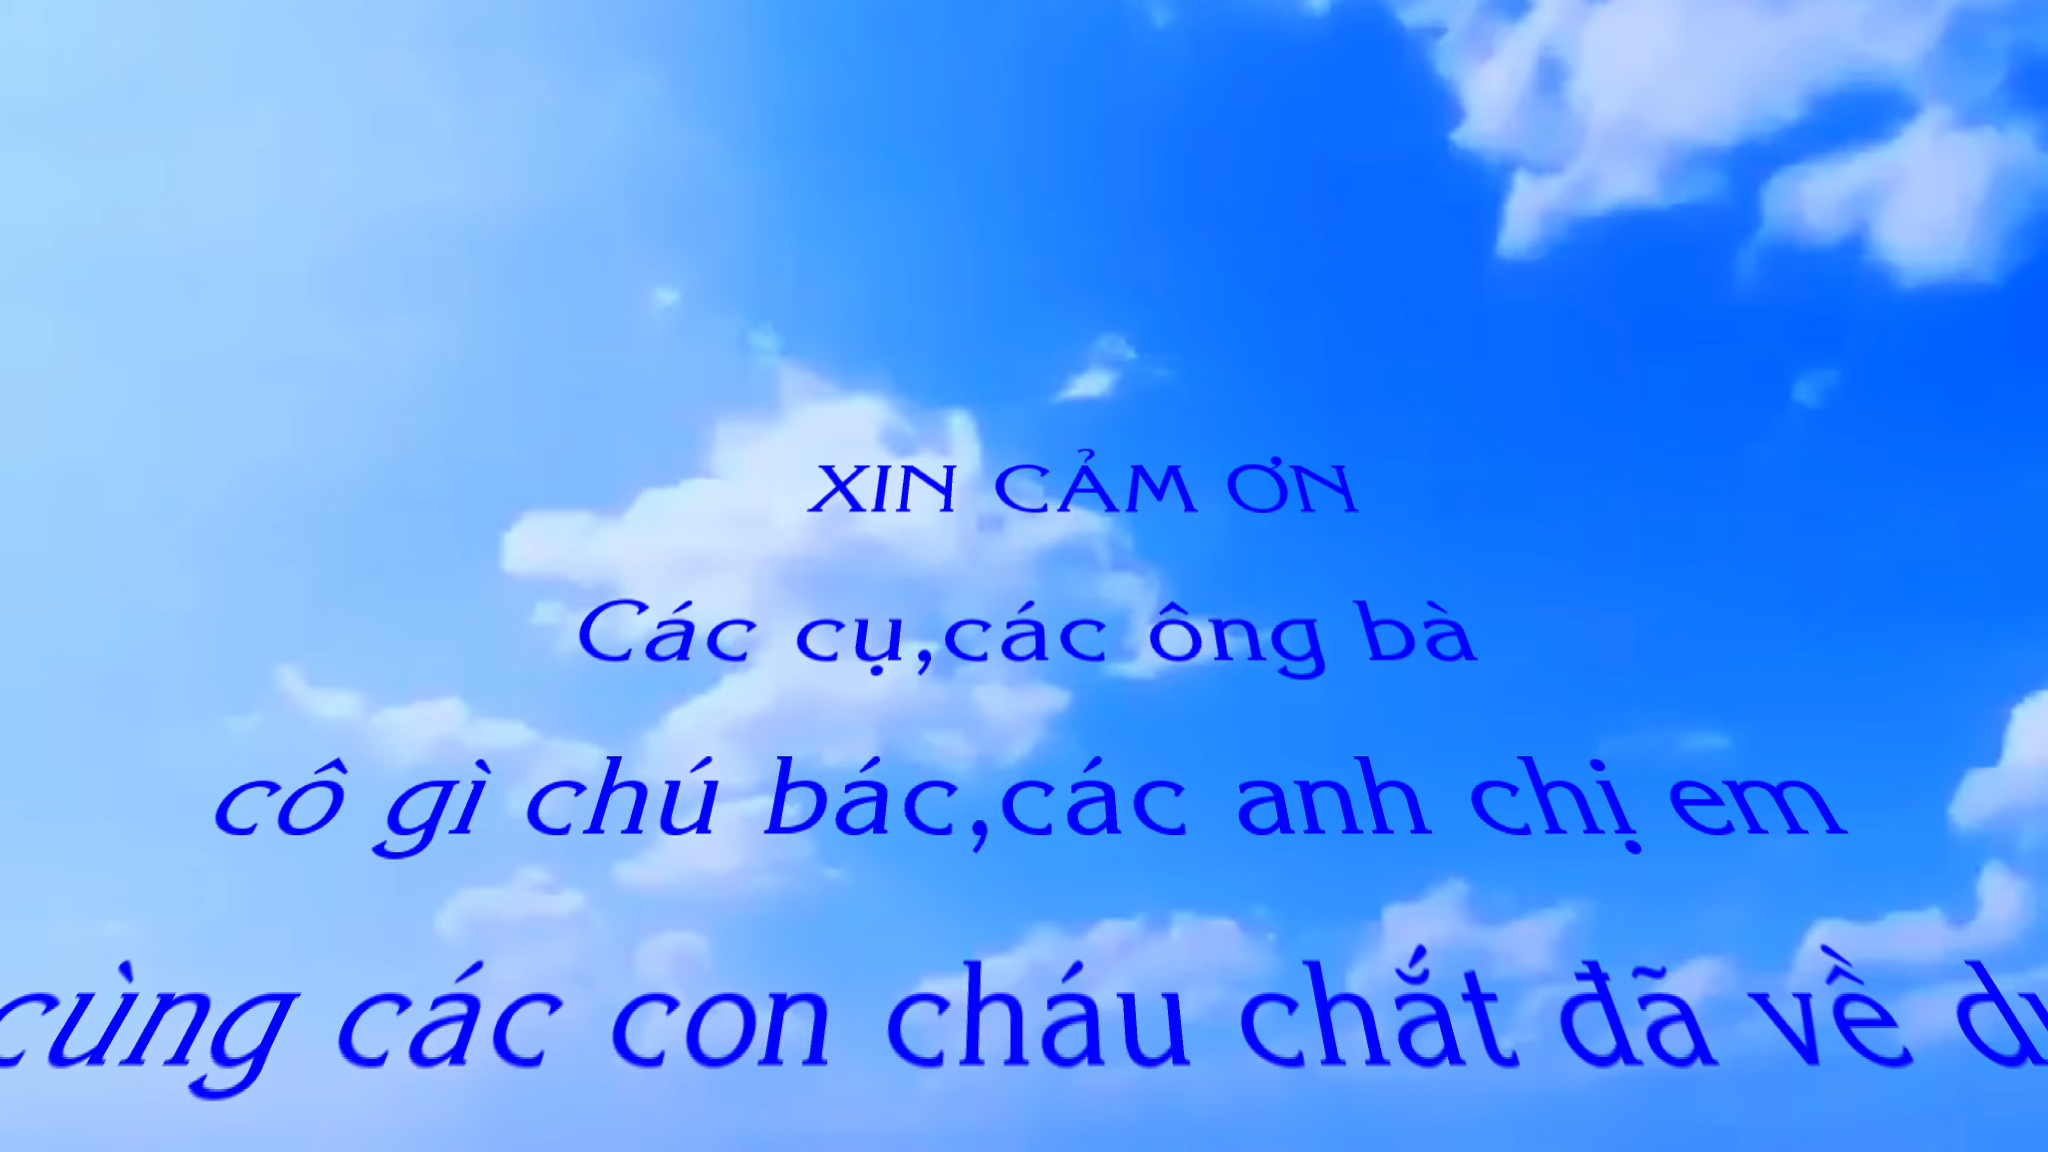 XIN CẢM ƠN
Các cụ,các ông bà
cô gì chú bác,các anh chị em
cùng các con cháu chắt đã về